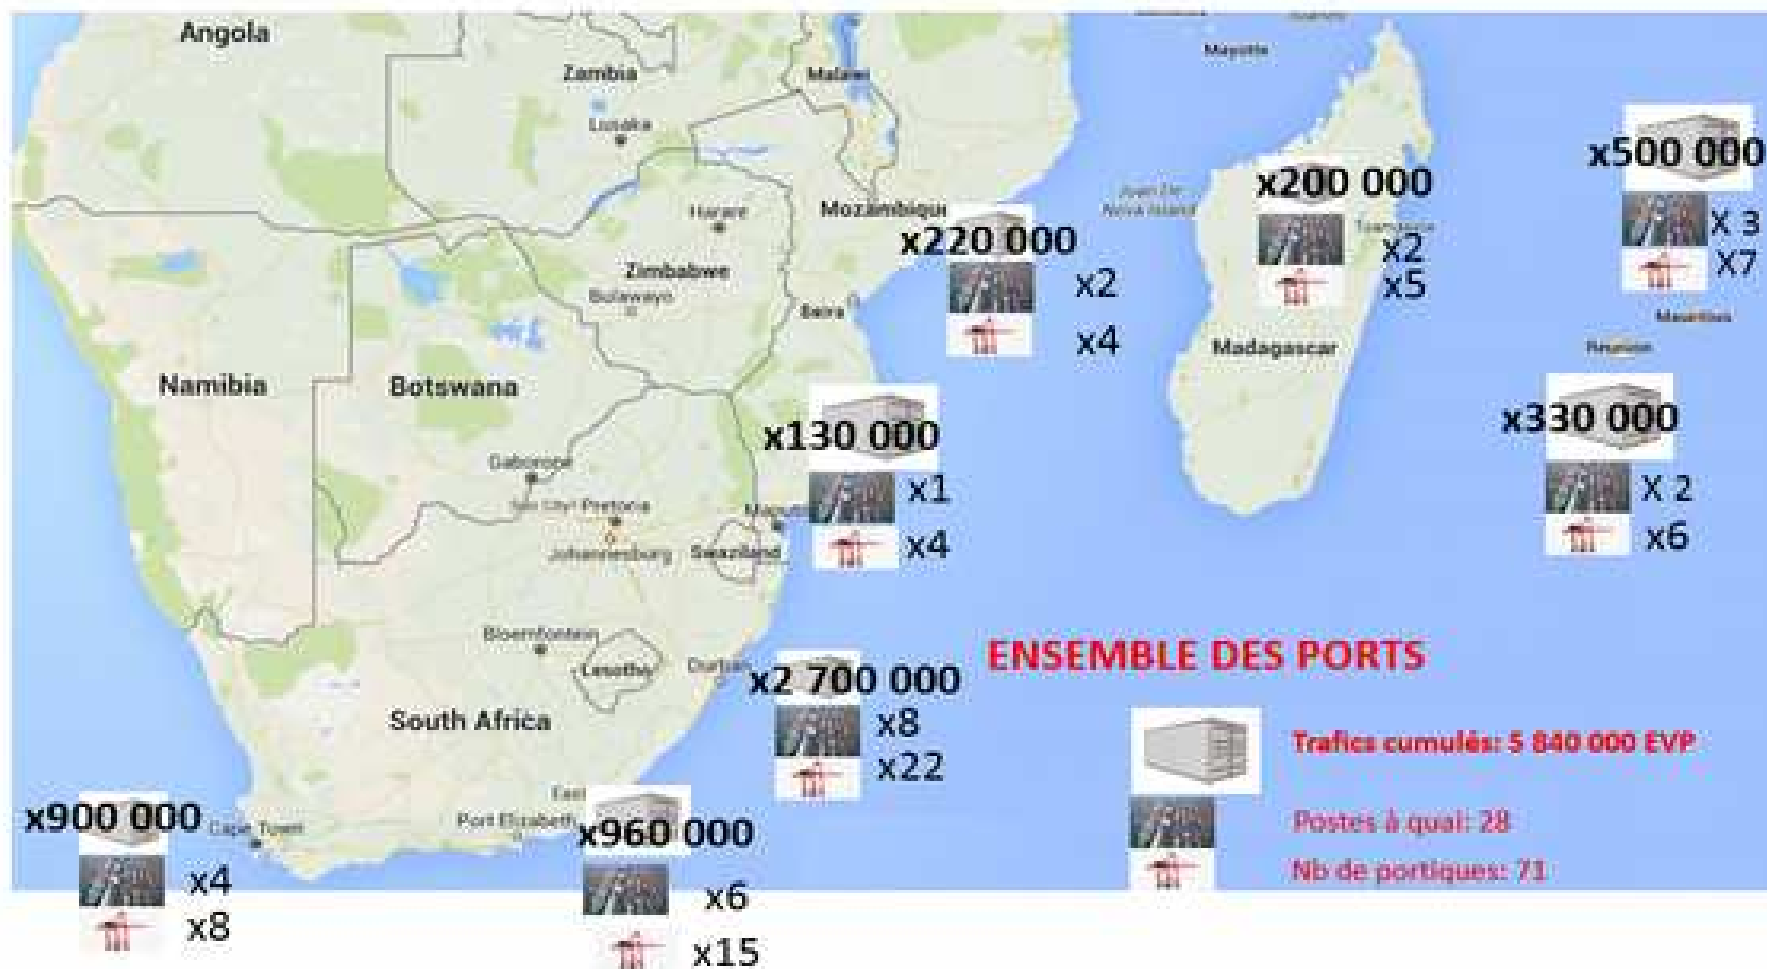 Angola
Zambia
Malawi
Mayotte
Lusaka
x500 000
X 3
X7
x200 000
x2
x5
Juan De
Nova Island
Harare
Mozambique
x220 000
x2
x4
Zimbabwe
Bulawayo
Beira
Mauritius
Reunion
Madagascar
Namibia
Botswana
x130 000
x1
x4
x330 000
X 2
x6
Gaborone
Sun City
Pretoria
Maputo
Johannesburg
Swaziland
Bloemfontein
Lesotho
Durban
x2 700 000
x8
x22
ENSEMBLE DES PORTS
South Africa
Trafics cumulés: 5 840 000 EVP
Postes à quai: 28
Nb de portiques: 71
x900 000
x4
x8
Cape Town
East
Port Elizabeth
x960 000
x6
x15